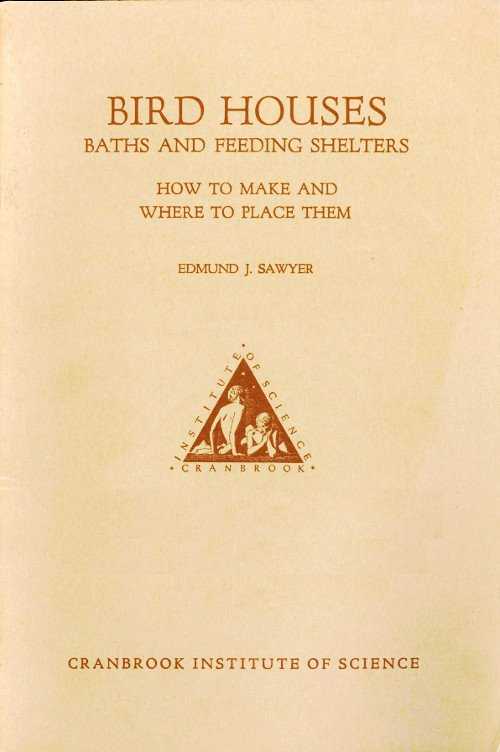 BIRD HOUSES
BATHS AND FEEDING SHELTERS
HOW TO MAKE AND
WHERE TO PLACE THEM
EDMUND J. SAWYER
INSTITUTE OF SCIENCE
CRANBROOK
CRANBROOK INSTITUTE OF SCIENCE